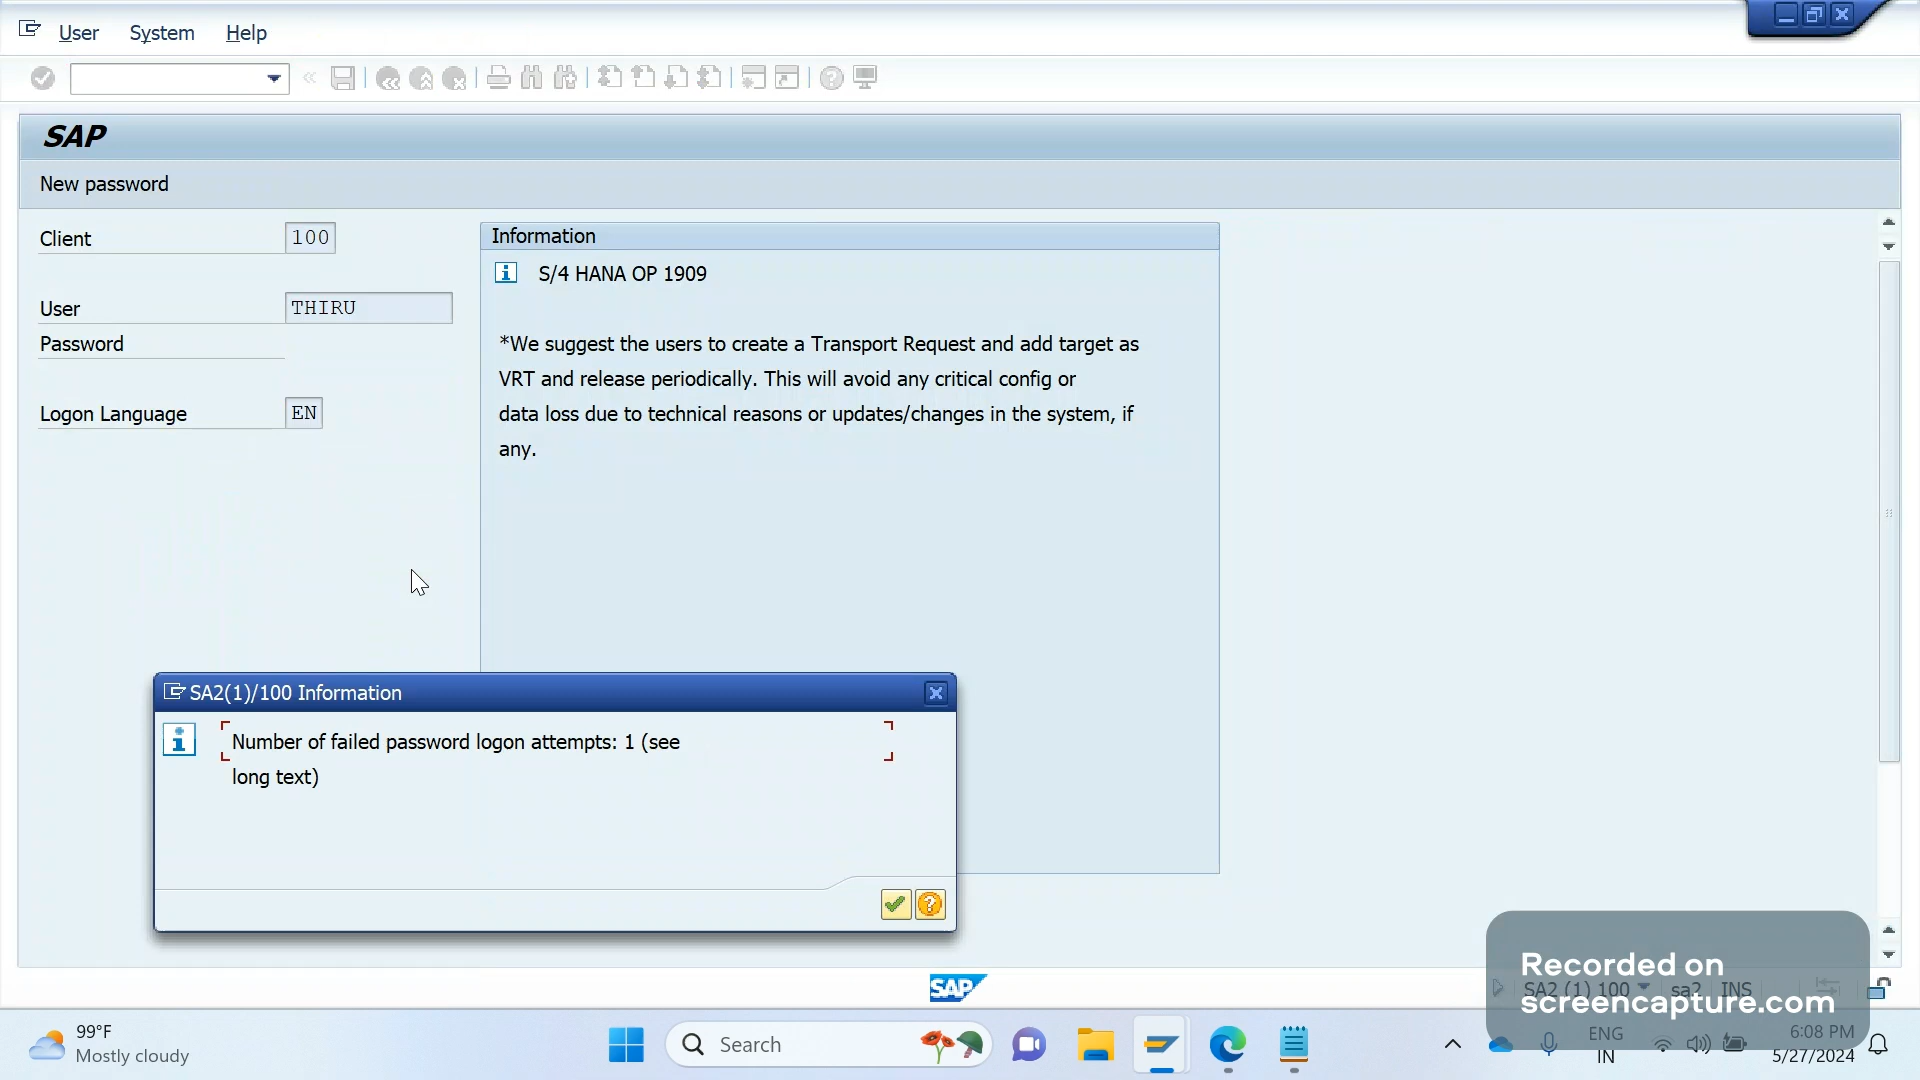 User System Help
SAP
New password
Client 100
User THIRU
Password
Logon Language EN
Information
S/4 HANA OP 1909
*We suggest the users to create a Transport Request and add target as
VRT and release periodically. This will avoid any critical config or
data loss due to technical reasons or updates/changes in the system, if
any.
SA2(1)/100 Information
Number of failed password logon attempts: 1 (see
long text)
SAP
SA2 (1) 100 sa2 INS
Recorded on
screencapture.com
99°F
Mostly cloudy
Search
ENG
IN
6:08 PM
5/27/2024